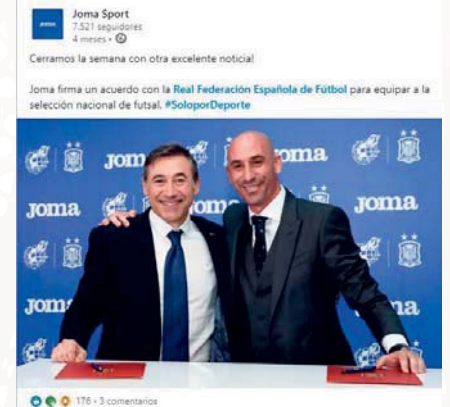 Joma
Joma Sport
7.521 seguidores
4 meses •
Cerramos la semana con otra excelente noticia!
Joma firma un acuerdo con la Real Federación Española de Fútbol para equipar a la
selección nacional de futsal. #SoloporDeporte
Joma
Joma
Joma
Joma
Joma
176 • 3 comentarios